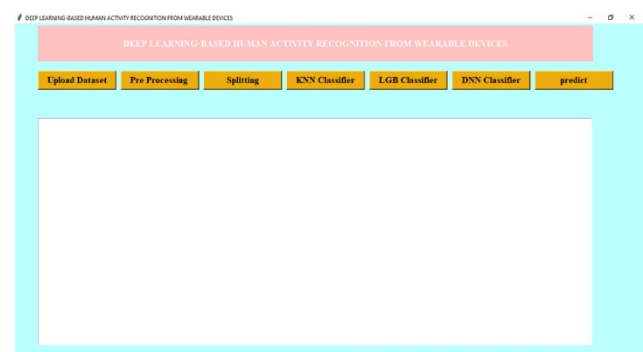 DEEP LEARNING-BASED HUMAN ACTIVITY RECOGNITION FROM WEARABLE DEVICES
DEEP LEARNING-BASED HUMAN ACTIVITY RECOGNITION FROM WEARABLE DEVICES
Upload Dataset Pre Processing Splitting KNN Classifier LGB Classifier DNN Classifier predict